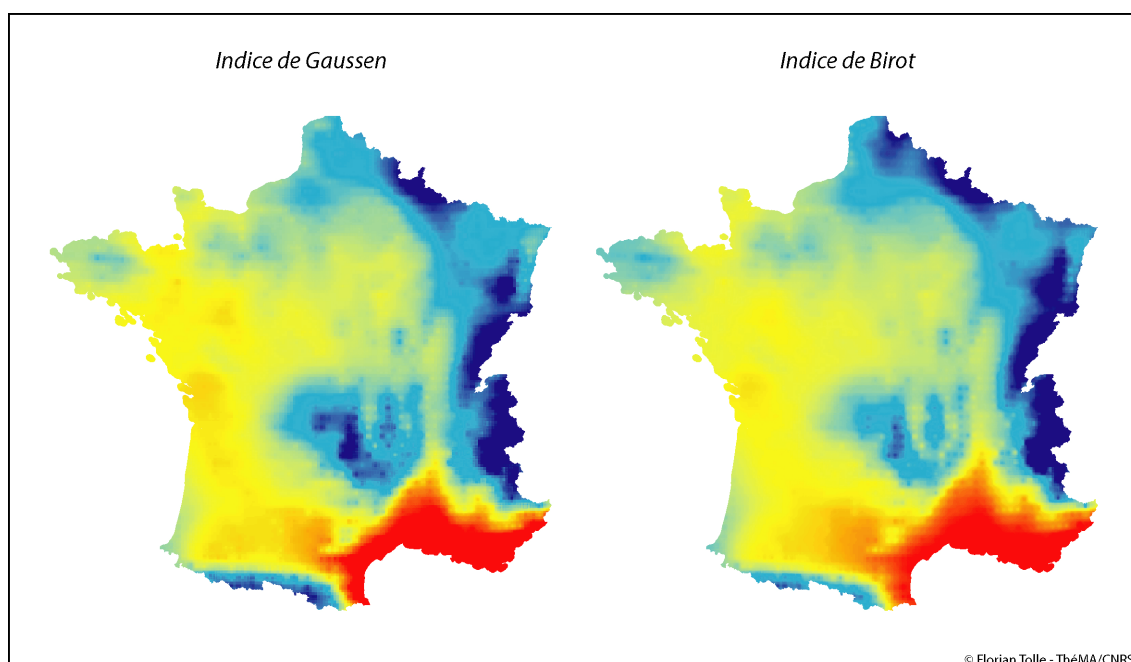 Indice de Gaussen
Indice de Birot
© Florian Tolle - ThéMA/CNRS